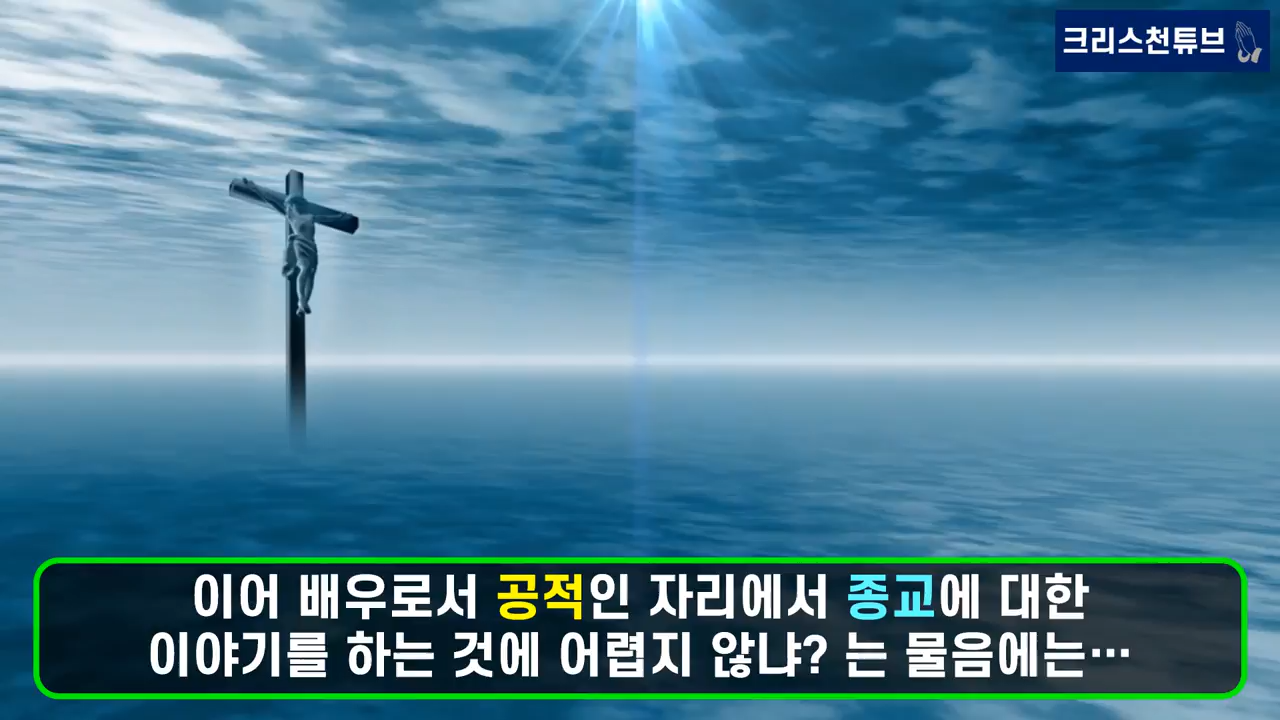 크리스천튜브
이어 배우로서 공적인 자리에서 종교에 대한
이야기를 하는 것에 어렵지 않냐? 는 물음에는…